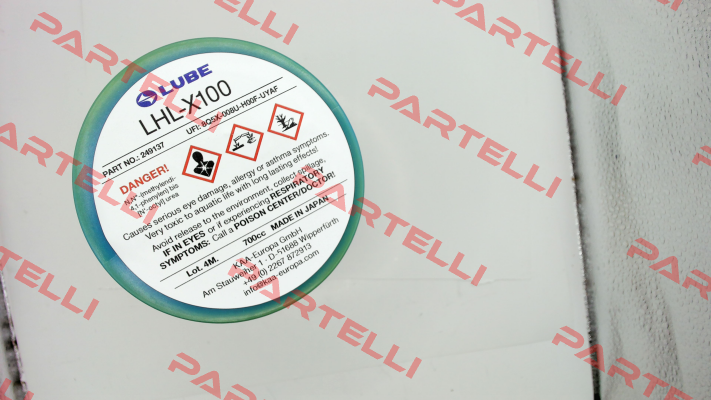 LUBE
LHL-X100
UFI: 8Q5X-008U-H00F-UYAF
PART NO.: 249137
DANGER!
N,N"-(methylendi-
4,1-phenylen) bis
[N'-octyl] urea
Causes serious eye damage, allergy or asthma symptoms.
Very toxic to aquatic life with long lasting effects!
Avoid release to the environment, collect spillage.
IF IN EYES or if experiencing RESPIRATORY
SYMPTOMS: Call a POISON CENTER/DOCTOR!
Lot. 4M. 700cc MADE IN JAPAN
KAA-Europa GmbH
Am Stauweiher 1 - D-51688 Wipperfürth
+49 (0) 2267 872913
info@kaa-europa.com
PARTELLI
PARTELLI
PARTELLI
PARTELLI
PARTELLI
PARTELLI
PARTELLI
PARTELLI